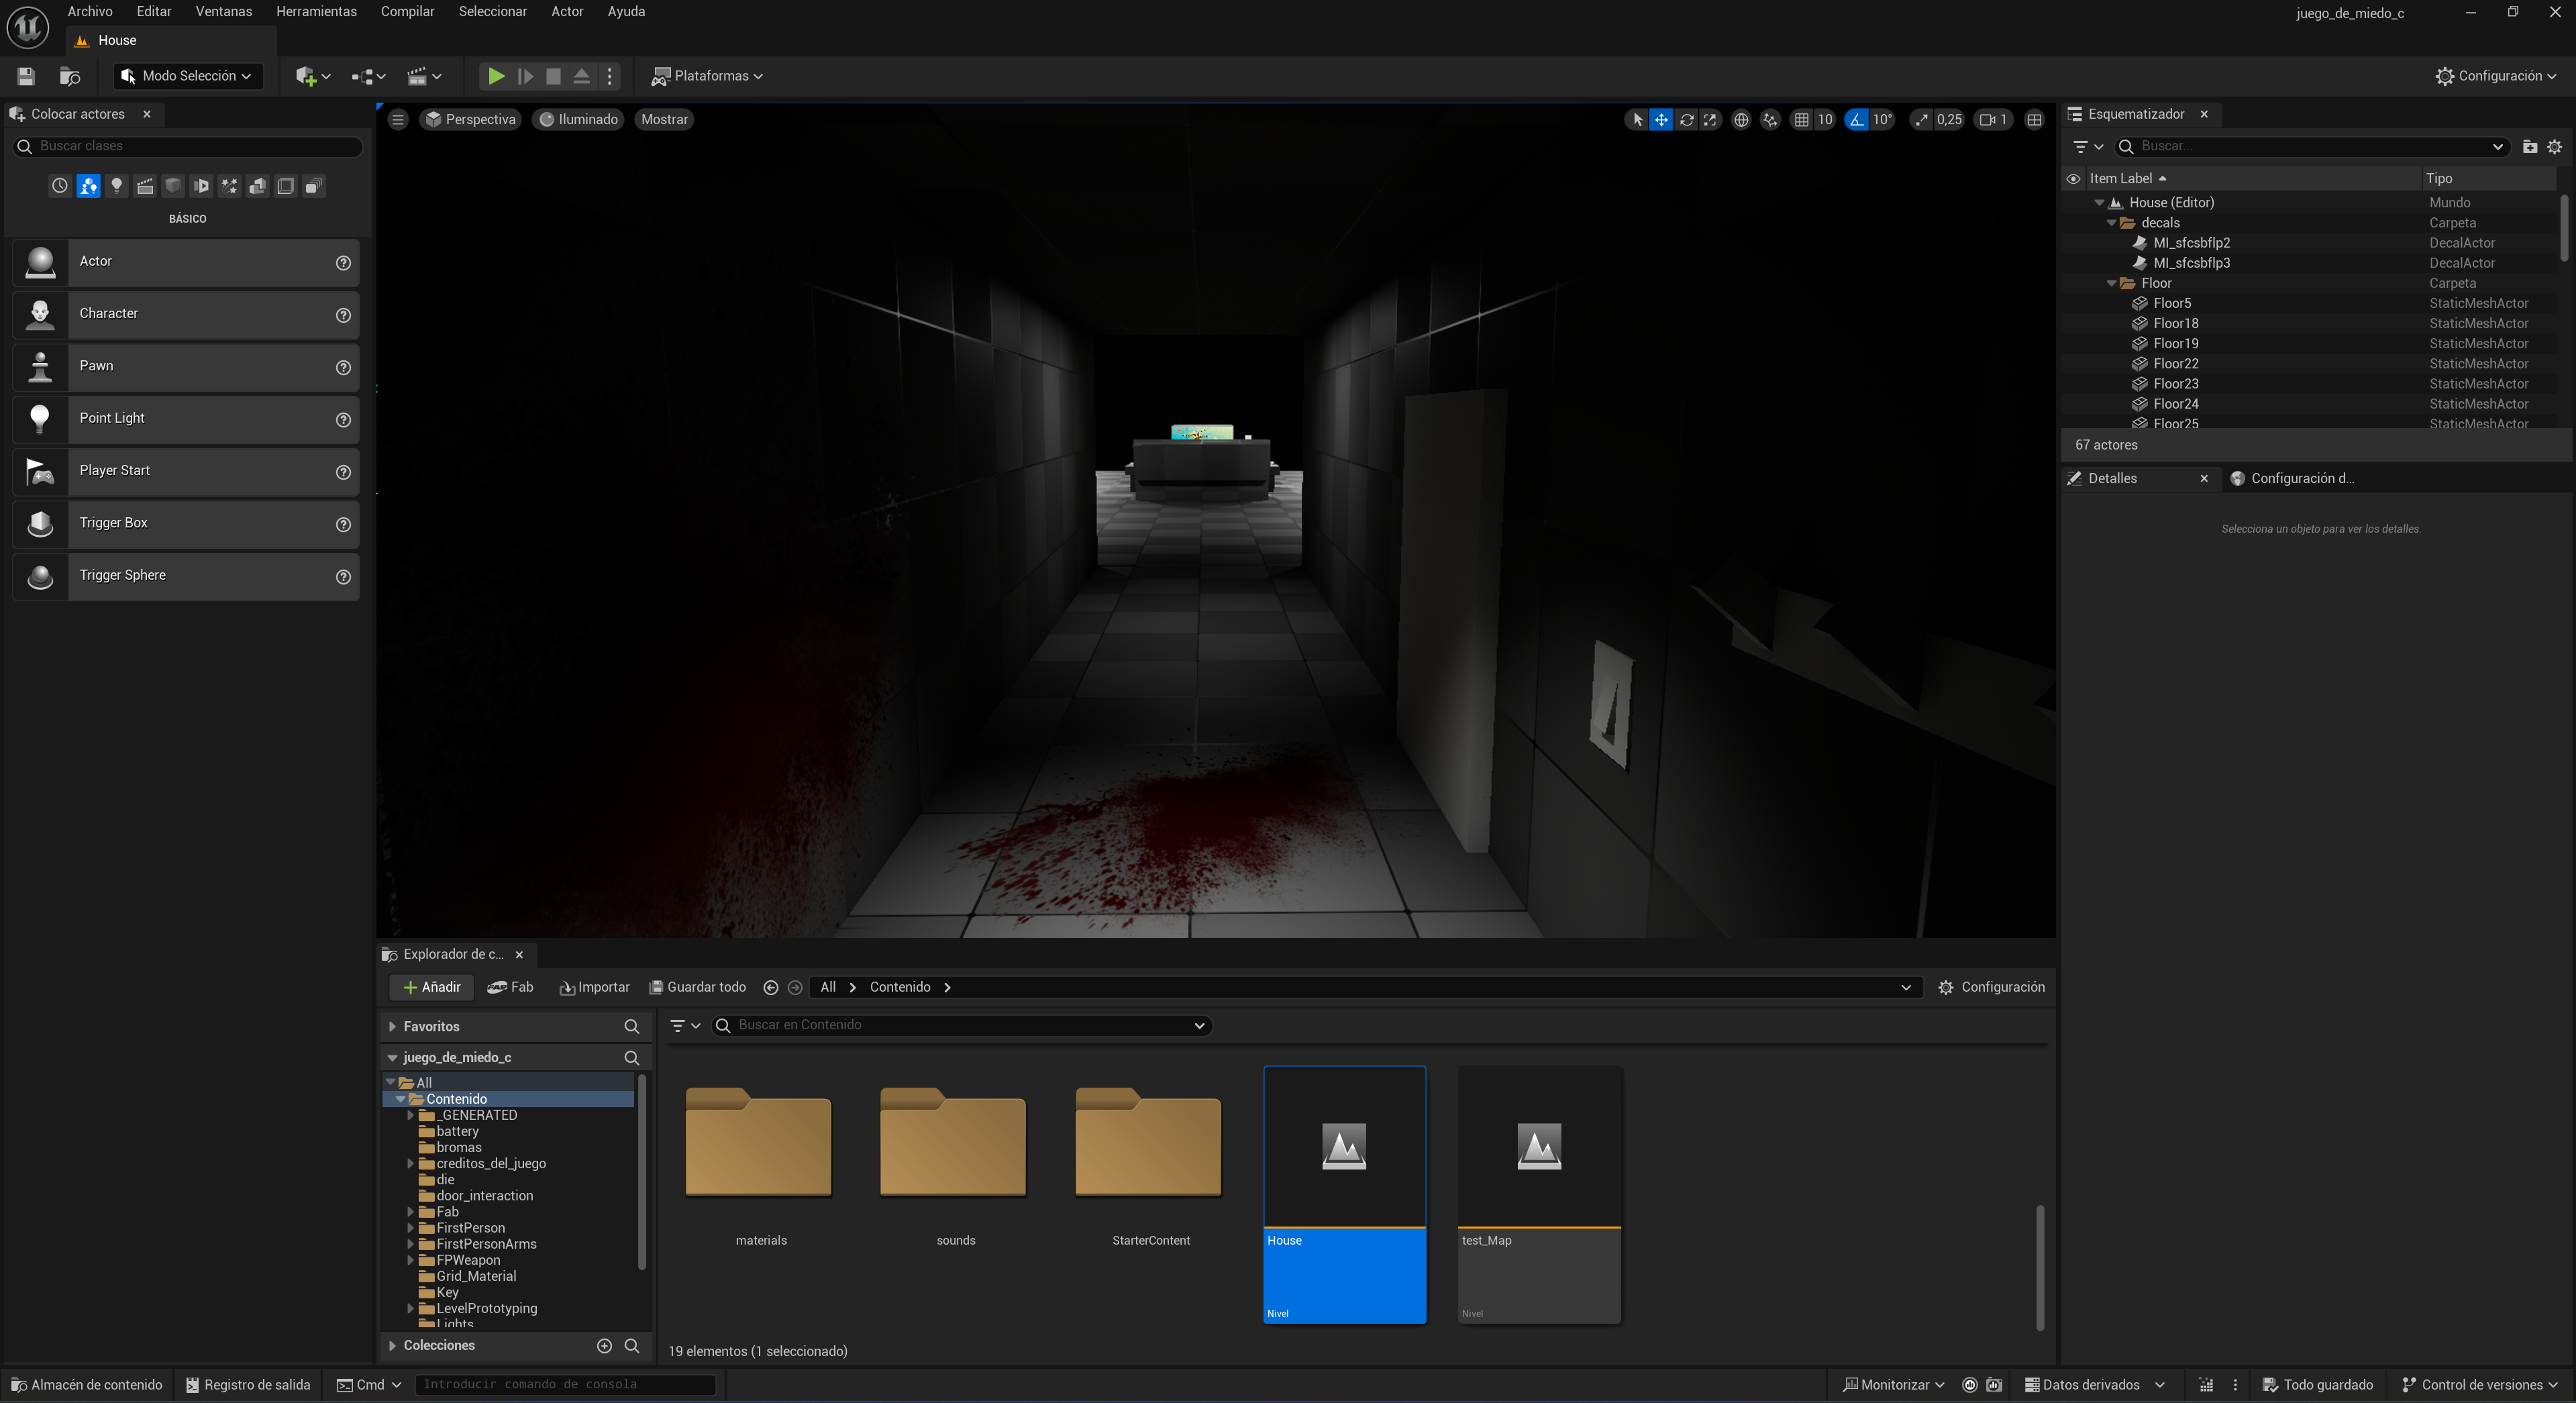 Archivo Editar Ventanas Herramientas Compilar Seleccionar Actor Ayuda
juego_de_miedo_c
House
Modo Selección
Plataformas
Configuración
Colocar actores
Buscar clases
BÁSICO
Actor
Character
Pawn
Point Light
Player Start
Trigger Box
Trigger Sphere
Perspectiva Iluminado Mostrar
10 10° 0,25 1
Esquematizador
Buscar...
Item Label Tipo
House (Editor) Mundo
decals Carpeta
MI_sfcsbflp2 DecalActor
MI_sfcsbflp3 DecalActor
Floor Carpeta
Floor5 StaticMeshActor
Floor18 StaticMeshActor
Floor19 StaticMeshActor
Floor22 StaticMeshActor
Floor23 StaticMeshActor
Floor24 StaticMeshActor
Floor25 StaticMeshActor
67 actores
Detalles Configuración d...
Selecciona un objeto para ver los detalles.
Explorador de c...
Añadir Fab Importar Guardar todo All Contenido Configuración
Favoritos
juego_de_miedo_c
All
Contenido
_GENERATED
battery
bromas
creditos_del_juego
die
door_interaction
Fab
FirstPerson
FirstPersonArms
FPWeapon
Grid_Material
Key
LevelPrototyping
Lights
Colecciones
Buscar en Contenido
materials sounds StarterContent House test_Map
Nivel Nivel
19 elementos (1 seleccionado)
Almacén de contenido Registro de salida Cmd Introducir comando de consola
Monitorizar Datos derivados Todo guardado Control de versiones